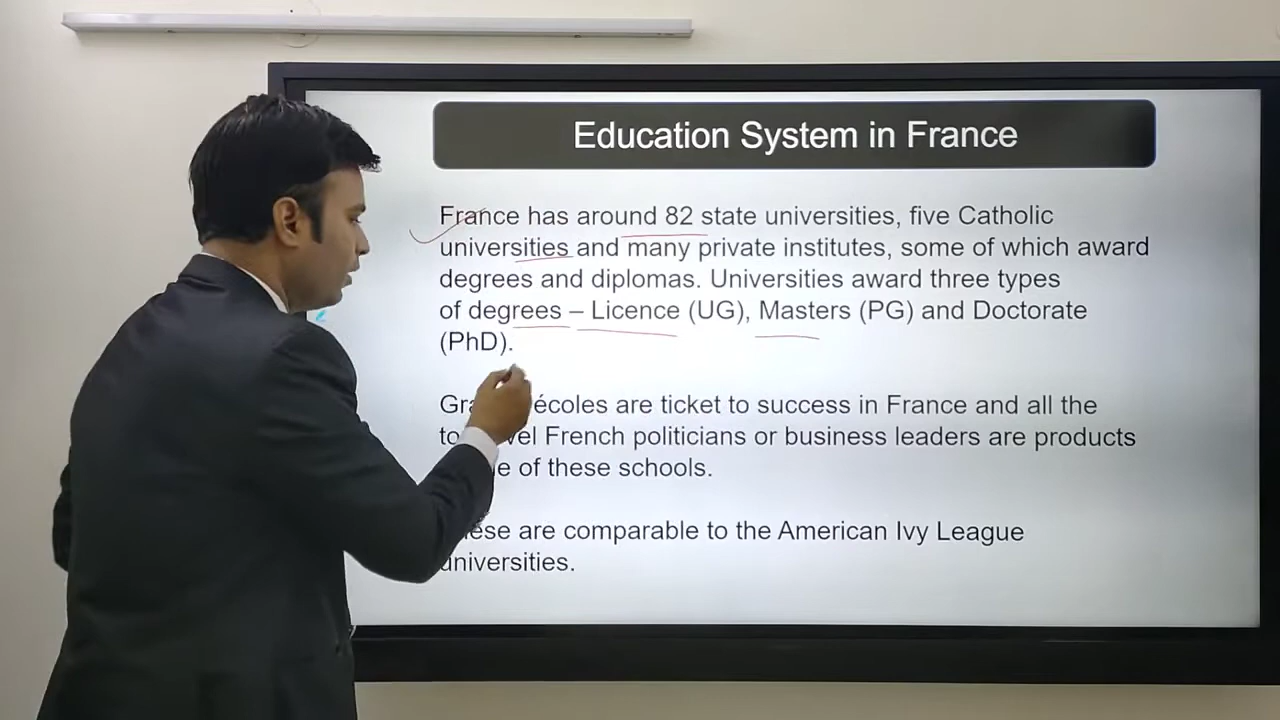 Education System in France
France has around 82 state universities, five Catholic
universities and many private institutes, some of which award
degrees and diplomas. Universities award three types
of degrees – Licence (UG), Masters (PG) and Doctorate
(PhD).
écoles are ticket to success in France and all the
French politicians or business leaders are products
of these schools.
are comparable to the American Ivy League
universities.